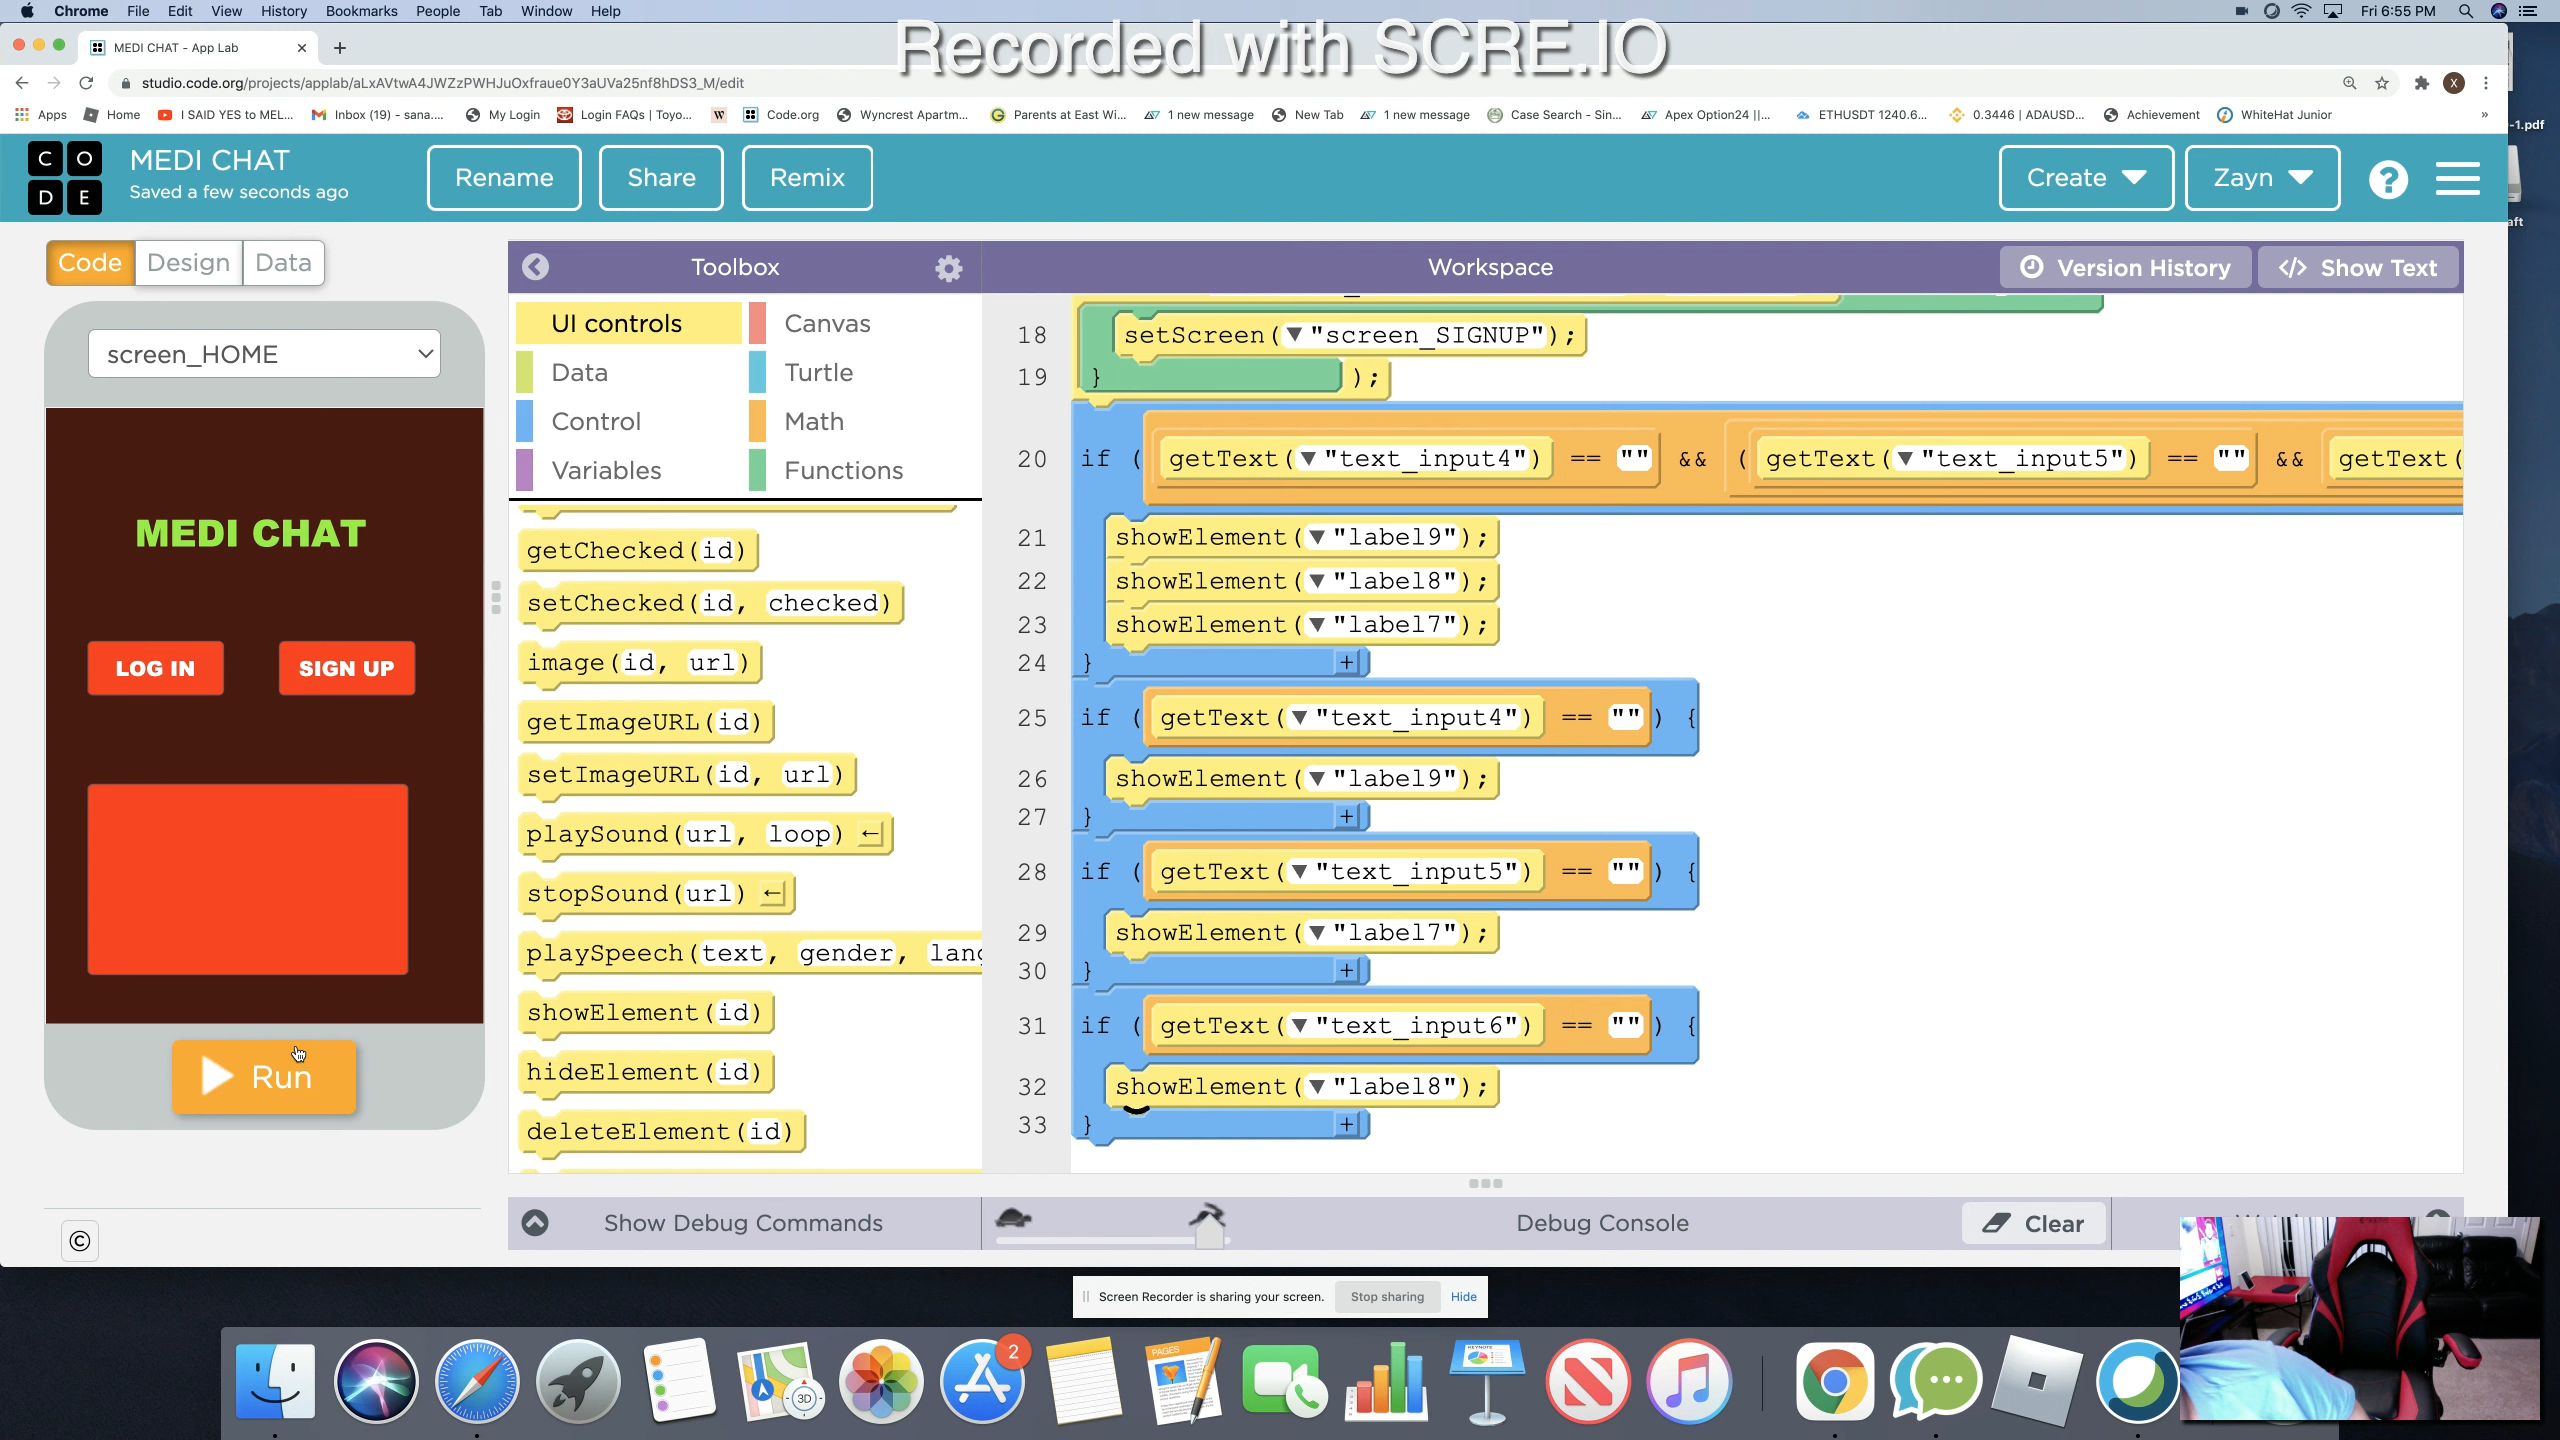 Chrome File Edit View History Bookmarks People Tab Window Help
Fri 6:55 PM
Recorded with SCRE.IO
MEDI CHAT - App Lab
studio.code.org/projects/applab/aLxAVtwA4JWZzPWHJuOxfraue0Y3aUVa25nf8hDS3_M/edit
X
Apps Home I SAID YES to MEL... Inbox (19) - sana.... My Login Login FAQs | Toyo... W Code.org Wyncrest Apartm... Parents at East Wi... 1 new message New Tab 1 new message Case Search - Sin... Apex Option24 ||... ETHUSDT 1240.6... 0.3446 | ADAUSD... Achievement WhiteHat Junior »
-1.pdf
CODE
MEDI CHAT
Saved a few seconds ago
Rename Share Remix
Create Zayn ?
aft
Code Design Data
Toolbox
Workspace
Version History
</> Show Text
screen_HOME
MEDI CHAT
LOG IN SIGN UP
Run
UI controls Canvas
Data Turtle
Control Math
Variables Functions
getChecked(id)
setChecked(id, checked)
image(id, url)
getImageURL(id)
setImageURL(id, url)
playSound(url, loop) ←
stopSound(url) ←
playSpeech(text, gender, lang
showElement(id)
hideElement(id)
deleteElement(id)
18 setScreen(▼"screen_SIGNUP");
19 } );
20 if ( getText(▼"text_input4") == "" && ( getText(▼"text_input5") == "" && getText(
21 showElement(▼"label9");
22 showElement(▼"label8");
23 showElement(▼"label7");
24 } +
25 if ( getText(▼"text_input4") == "" ) {
26 showElement(▼"label9");
27 } +
28 if ( getText(▼"text_input5") == "" ) {
29 showElement(▼"label7");
30 } +
31 if ( getText(▼"text_input6") == "" ) {
32 showElement(▼"label8");
33 } +
©
Show Debug Commands
Debug Console
Clear
Screen Recorder is sharing your screen. Stop sharing Hide
3D
2
PAGES
KEYNOTE